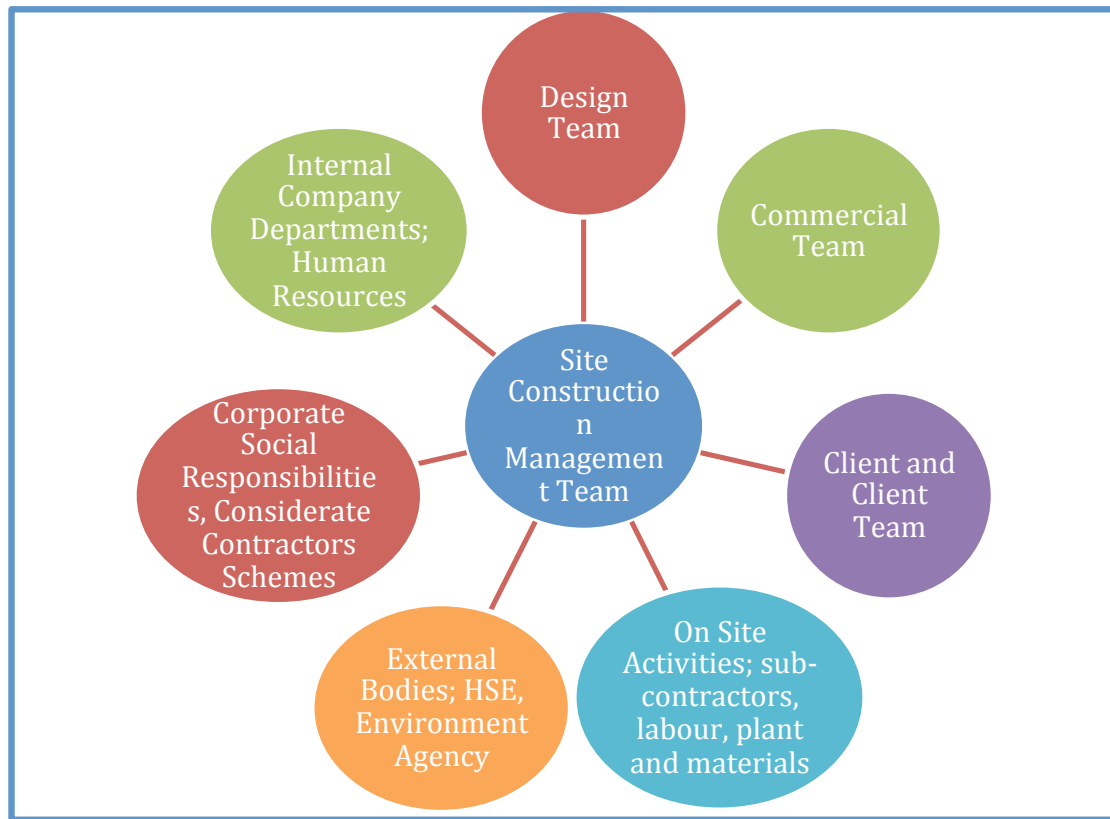 Design
Team
Commercial
Team
Client and
Client
Team
On Site
Activities; sub-
contractors,
labour, plant
and materials
External
Bodies; HSE,
Environment
Agency
Corporate
Social
Responsibilitie
s, Considerate
Contractors
Schemes
Internal
Company
Departments;
Human
Resources
Site
Constructio
n
Managemen
t Team